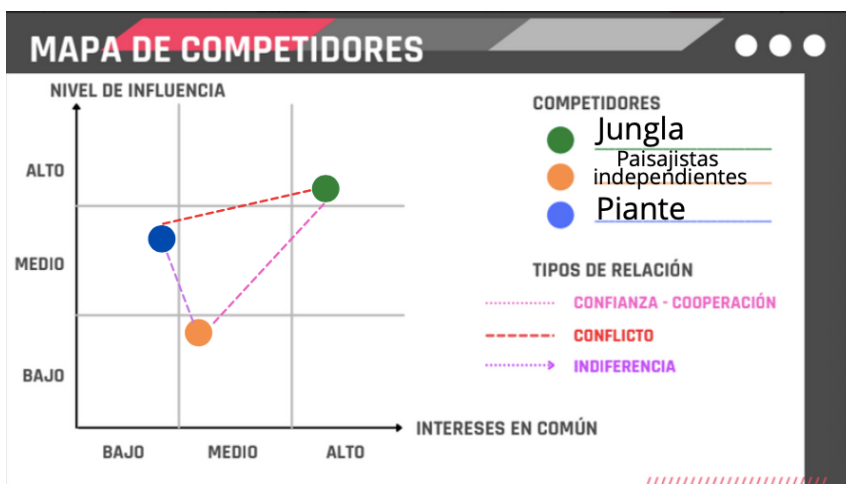 MAPA DE COMPETIDORES
NIVEL DE INFLUENCIA
ALTO
MEDIO
BAJO
BAJO
MEDIO
ALTO
INTERESES EN COMÚN
COMPETIDORES
Jungla
Paisajistas
independientes
Piante
TIPOS DE RELACIÓN
CONFIANZA - COOPERACIÓN
CONFLICTO
INDIFERENCIA